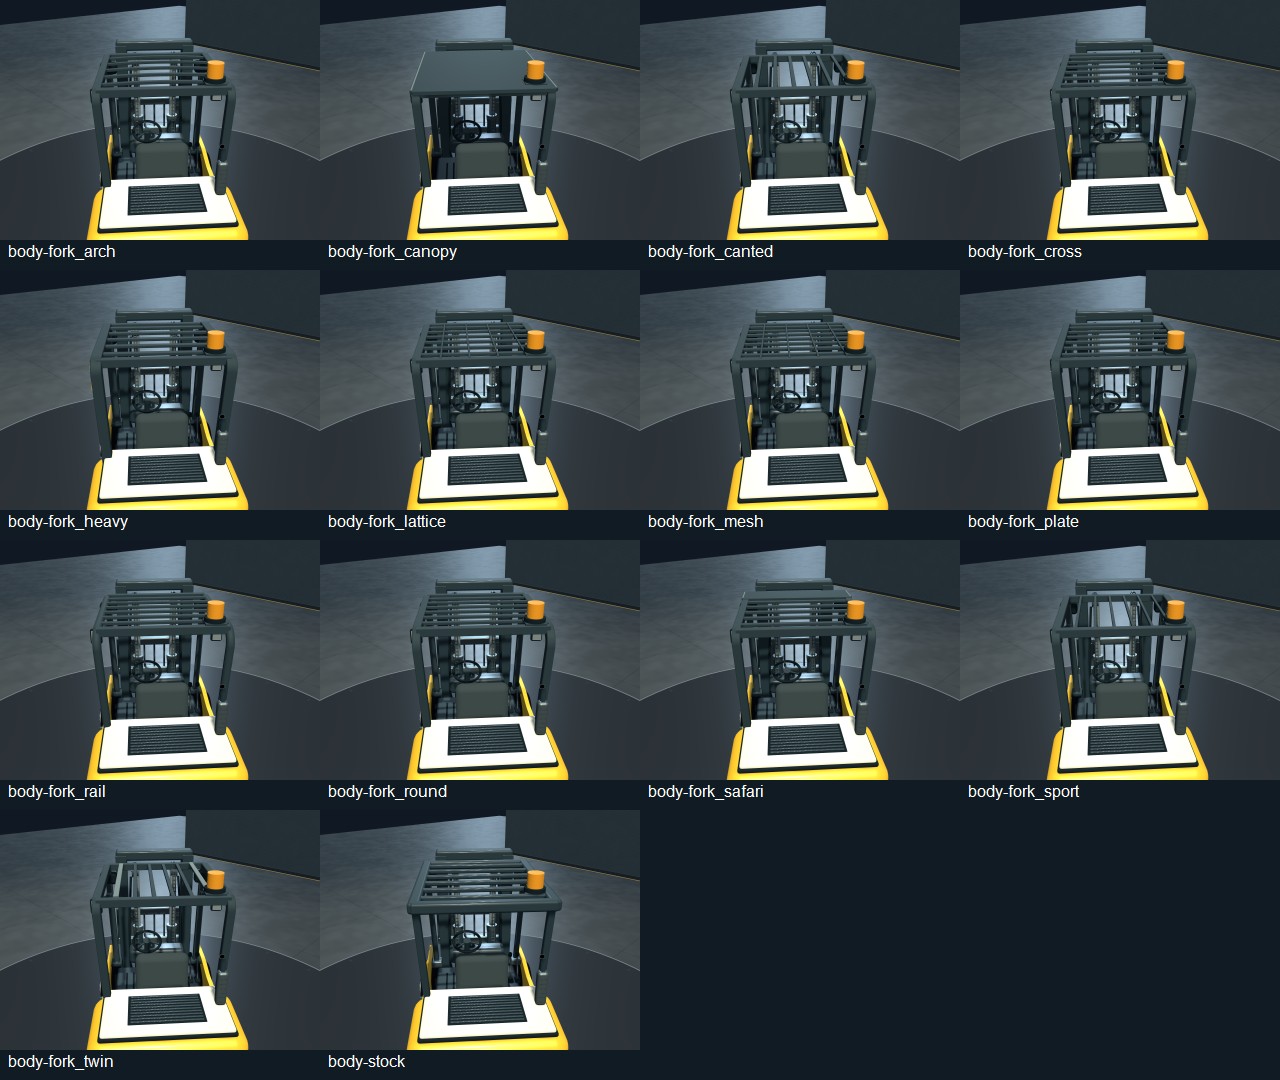 body-fork_arch
body-fork_canopy
body-fork_canted
body-fork_cross
body-fork_heavy
body-fork_lattice
body-fork_mesh
body-fork_plate
body-fork_rail
body-fork_round
body-fork_safari
body-fork_sport
body-fork_twin
body-stock